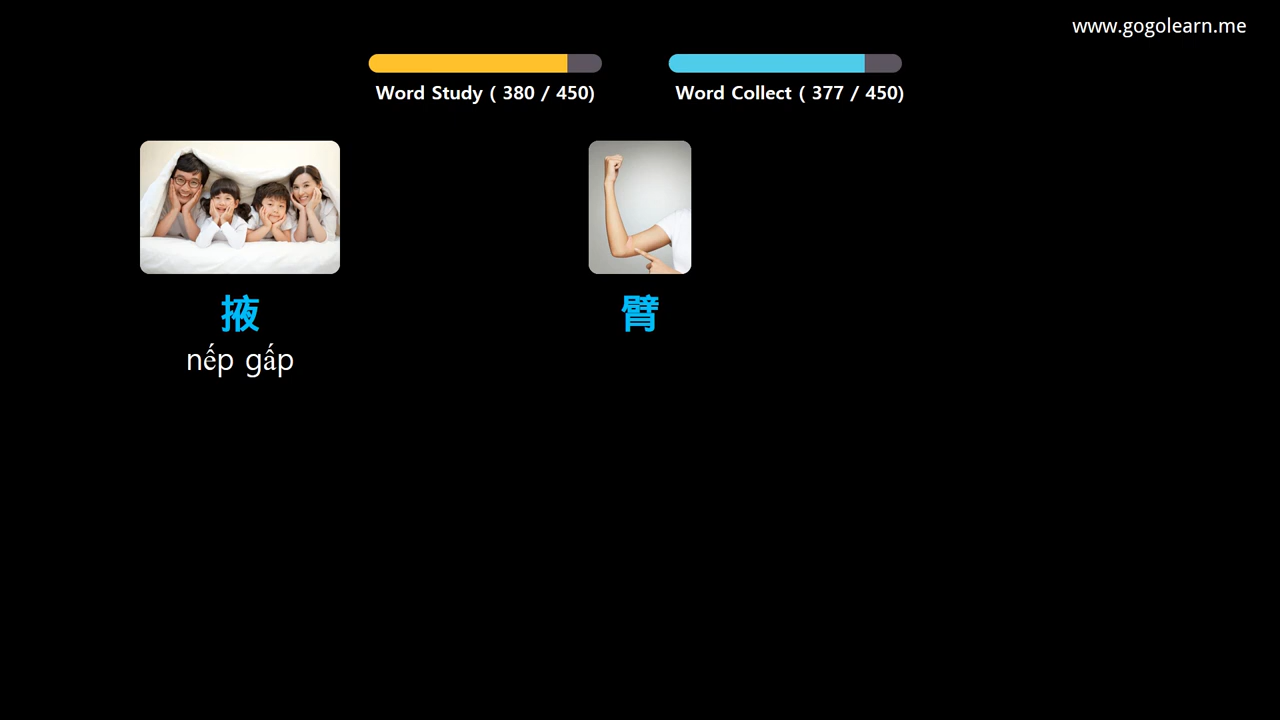 www.gogolearn.me
Word Study ( 380 / 450)
Word Collect ( 377 / 450)
掖
臂
nếp gấp